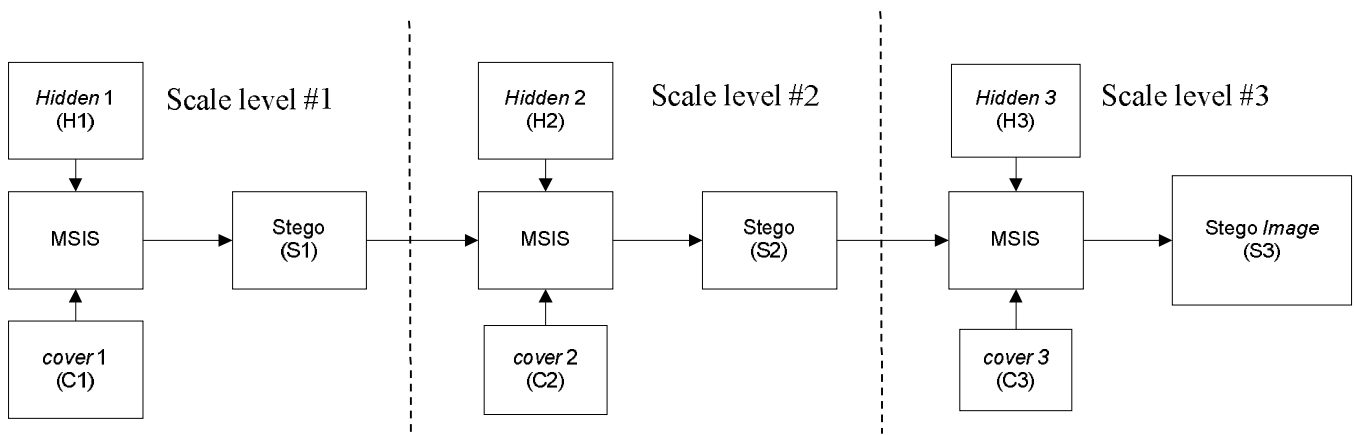 Hidden 1
(H1)
Scale level #1
MSIS
Stego
(S1)
cover 1
(C1)
Hidden 2
(H2)
Scale level #2
MSIS
Stego
(S2)
cover 2
(C2)
Hidden 3
(H3)
Scale level #3
MSIS
Stego Image
(S3)
cover 3
(C3)